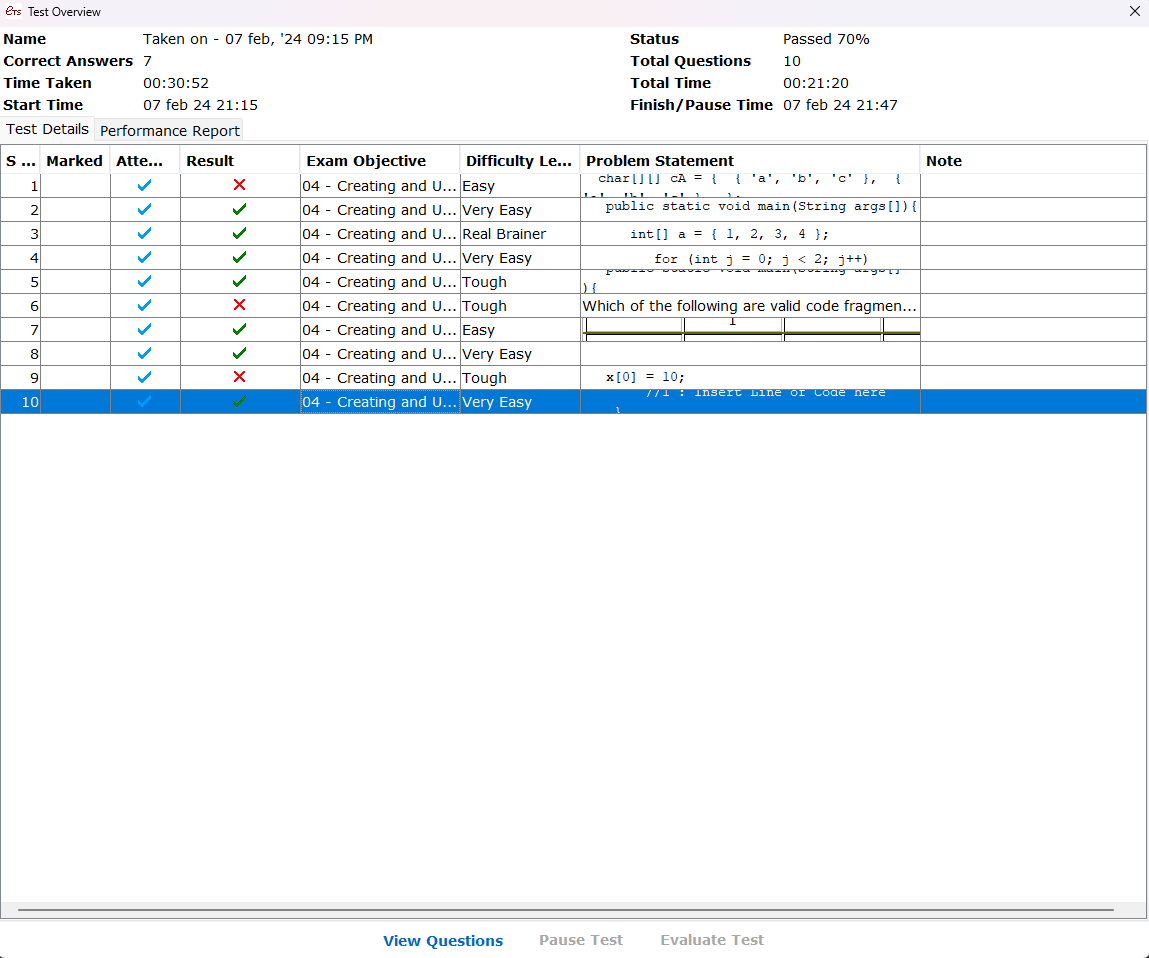 Test Overview
Name Taken on - 07 feb, '24 09:15 PM Status Passed 70%
Correct Answers 7 Total Questions 10
Time Taken 00:30:52 Total Time 00:21:20
Start Time 07 feb 24 21:15 Finish/Pause Time 07 feb 24 21:47
Test Details Performance Report
S ... Marked Atte... Result Exam Objective Difficulty Le... Problem Statement Note
1 04 - Creating and U... Easy char[][] cA = { { 'a', 'b', 'c' }, {
2 04 - Creating and U... Very Easy public static void main(String args[]){
3 04 - Creating and U... Real Brainer int[] a = { 1, 2, 3, 4 };
4 04 - Creating and U... Very Easy for (int j = 0; j < 2; j++)
5 04 - Creating and U... Tough public static void main(String args[]
){
6 04 - Creating and U... Tough Which of the following are valid code fragmen...
7 04 - Creating and U... Easy 1
8 04 - Creating and U... Very Easy
9 04 - Creating and U... Tough x[0] = 10;
10 04 - Creating and U... Very Easy //1 : Insert Line of Code here
}
View Questions Pause Test Evaluate Test